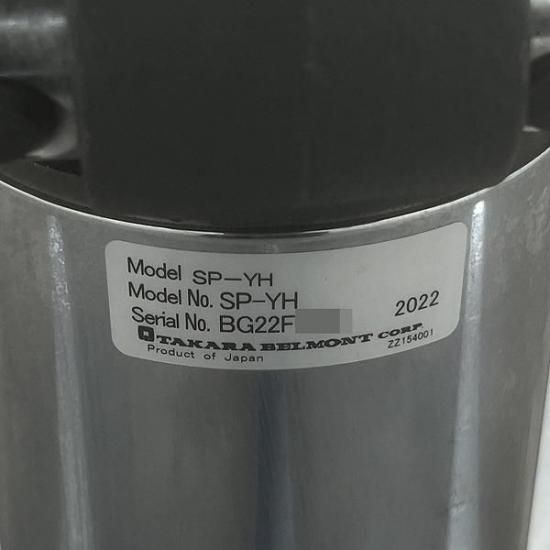 Model SP-YH
Model No. SP-YH
Serial No. BG22F
2022
TAKARA BELMONT CORP.
Product of Japan
ZZ154001